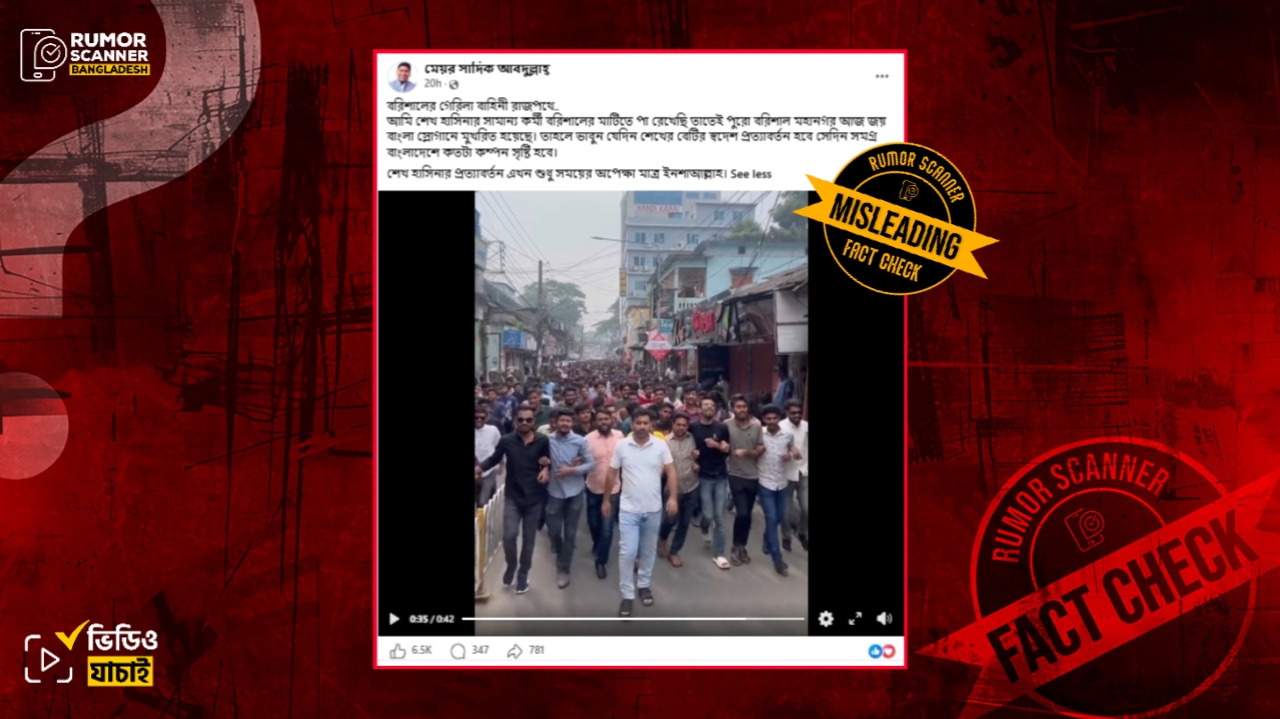 RUMOR
SCANNER
BANGLADESH
মেয়র সাদিক আবদুল্লাহ
20h
বরিশালের গেরিলা বাহিনী রাজপথে..
আমি শেখ হাসিনার সামান্য কর্মী বরিশালের মাটিতে পা রেখেছি তাতেই পুরো বরিশাল মহানগর আজ জয়
বাংলা স্লোগানে মুখরিত হয়েছে। তাহলে ভাবুন যেদিন শেখের বেটির স্বদেশ প্রত্যাবর্তন হবে সেদিন সমগ্র
বাংলাদেশে কতটা কম্পন সৃষ্টি হবে।
শেখ হাসিনার প্রত্যাবর্তন এখন শুধু সময়ের অপেক্ষা মাত্র ইনশাআল্লাহ। See less
RUMOR SCANNER
MISLEADING
FACT CHECK
0:35 / 0:42
6.5K
347
781
ভিডিও
যাচাই
RUMOR SCANNER
FACT CHECK